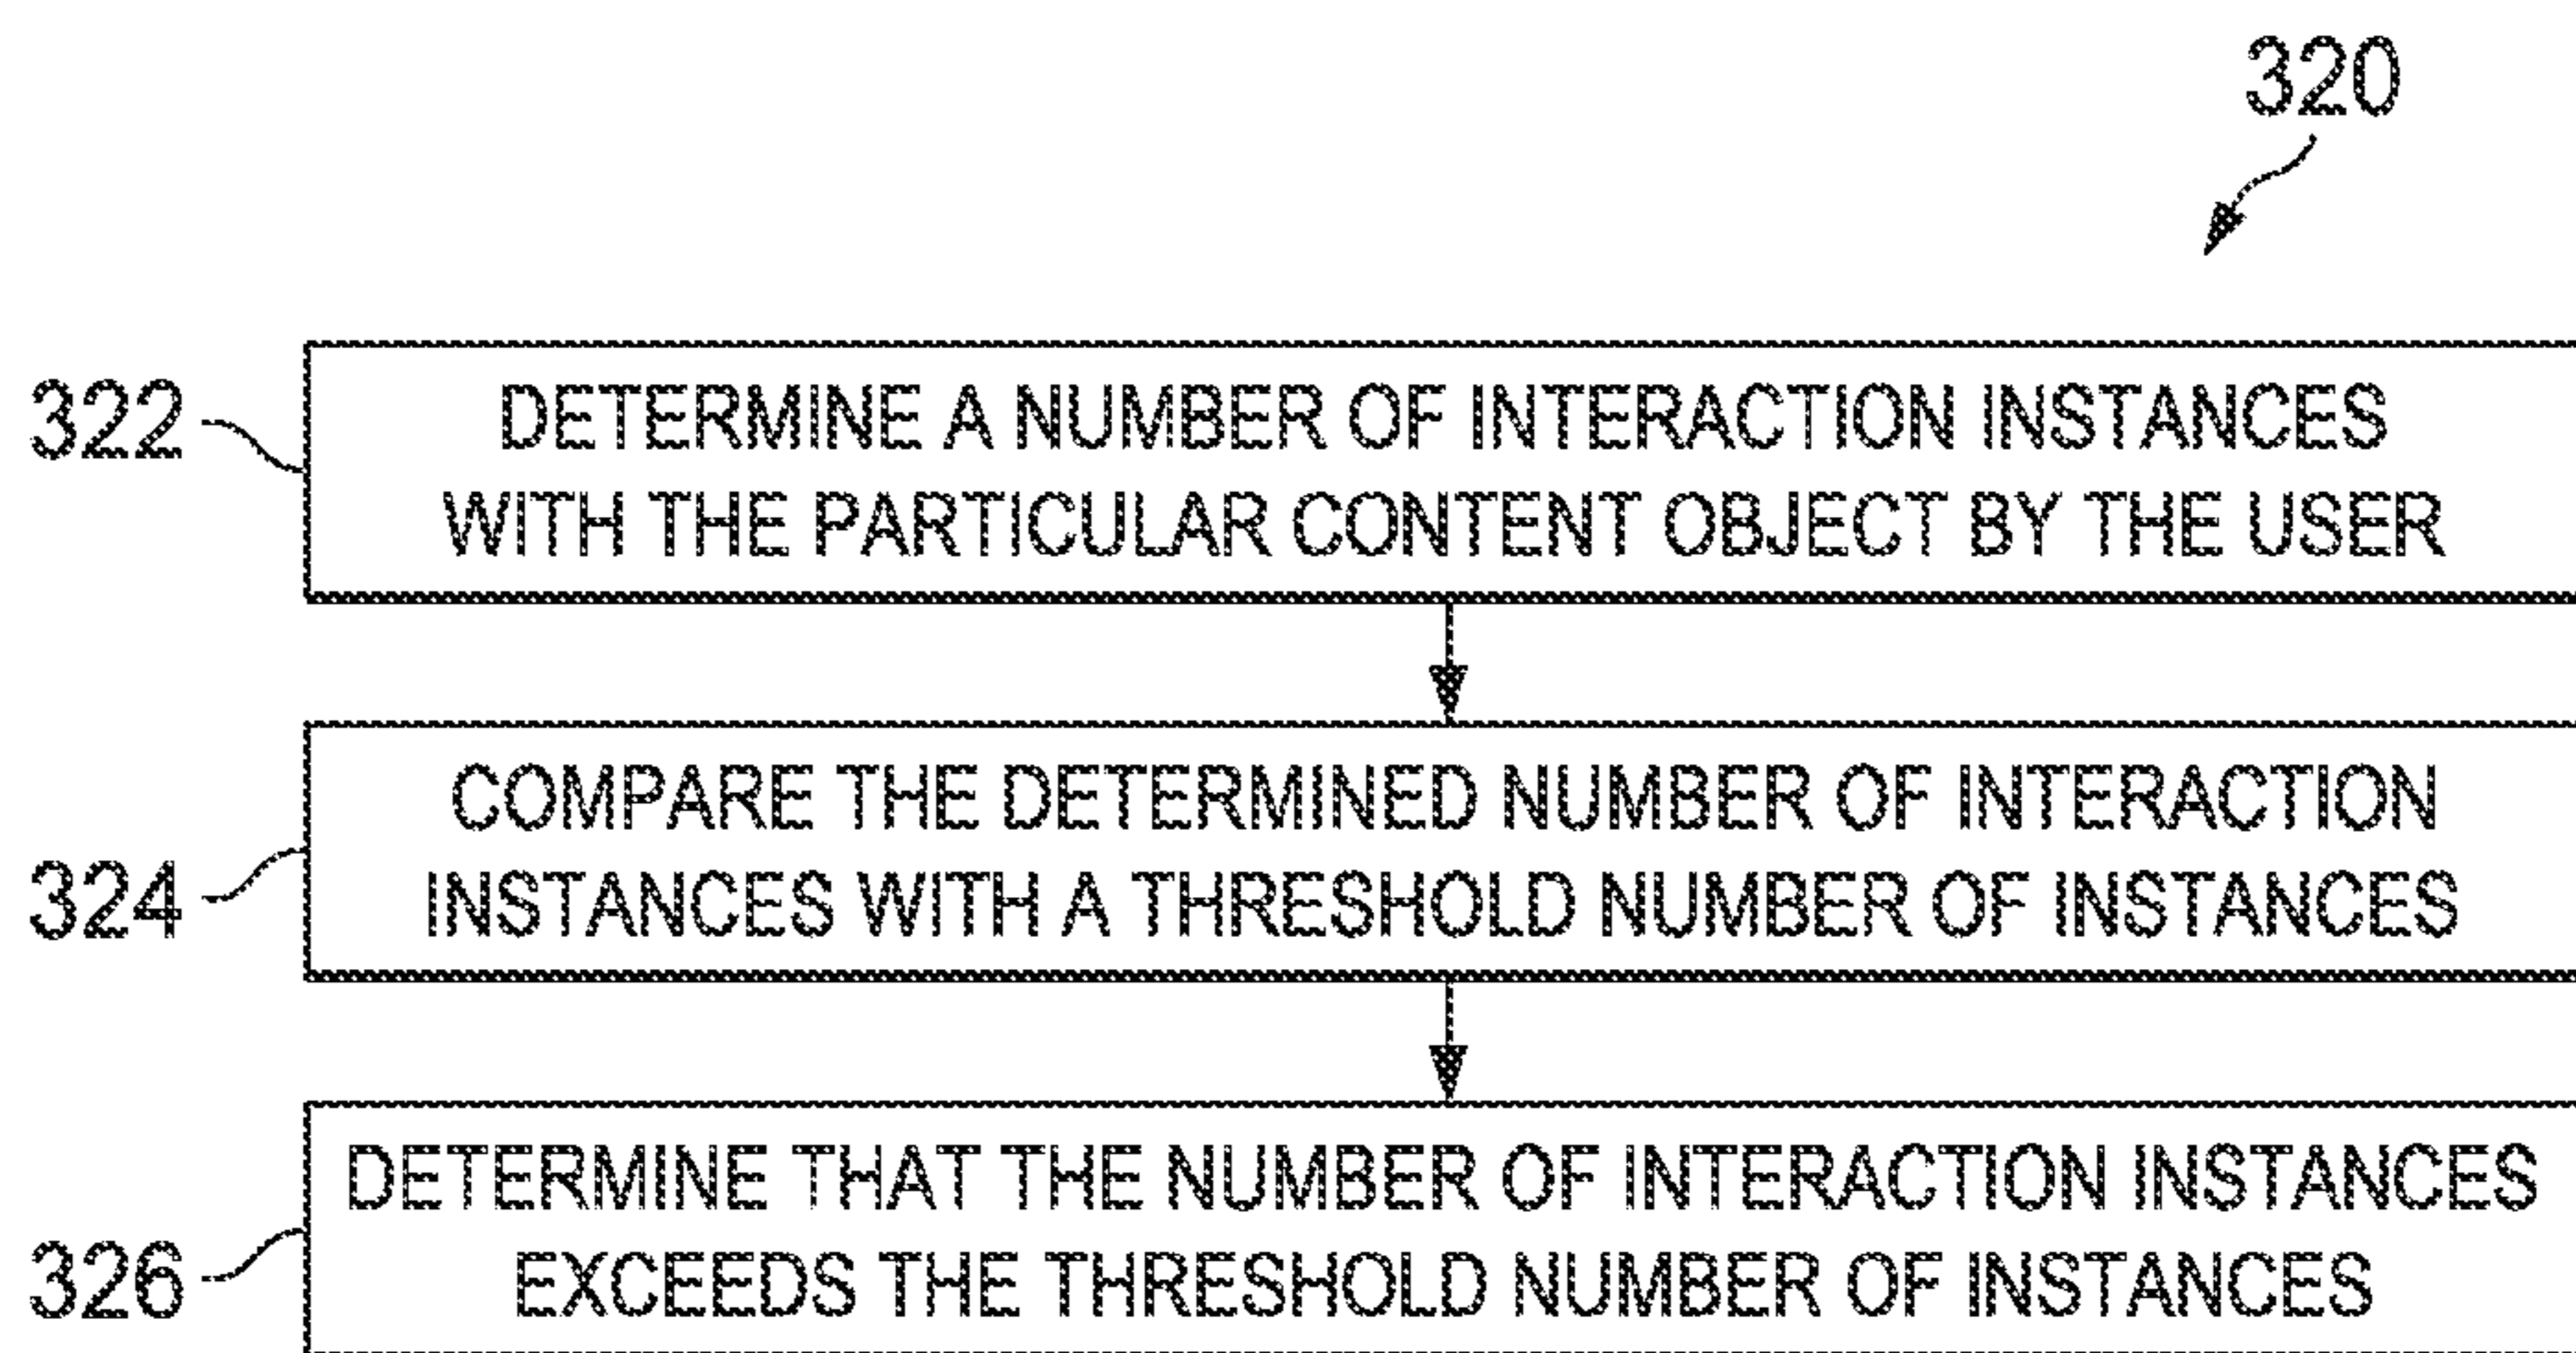 320
322
DETERMINE A NUMBER OF INTERACTION INSTANCES
WITH THE PARTICULAR CONTENT OBJECT BY THE USER
324
COMPARE THE DETERMINED NUMBER OF INTERACTION
INSTANCES WITH A THRESHOLD NUMBER OF INSTANCES
326
DETERMINE THAT THE NUMBER OF INTERACTION INSTANCES
EXCEEDS THE THRESHOLD NUMBER OF INSTANCES